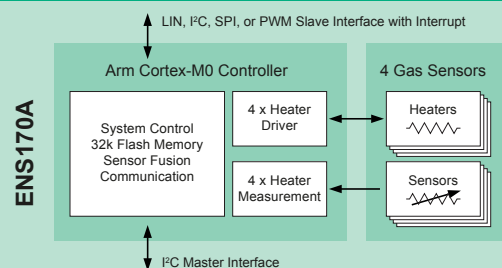 LIN, I²C, SPI, or PWM Slave Interface with Interrupt
ENS170A
Arm Cortex-M0 Controller
System Control
32k Flash Memory
Sensor Fusion
Communication
4 x Heater
Driver
4 x Heater
Measurement
4 Gas Sensors
Heaters
Sensors
I²C Master Interface